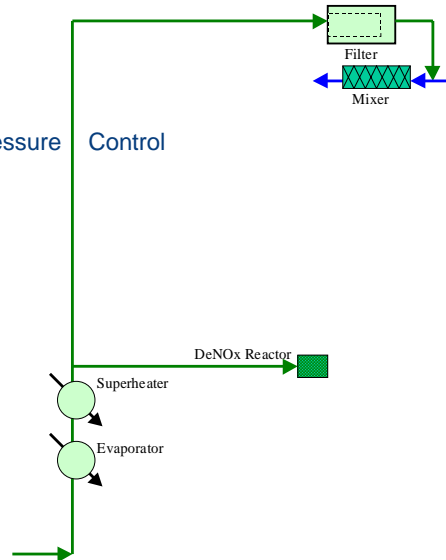 Filter
Mixer
essure Control
DeNOx Reactor
Superheater
Evaporator